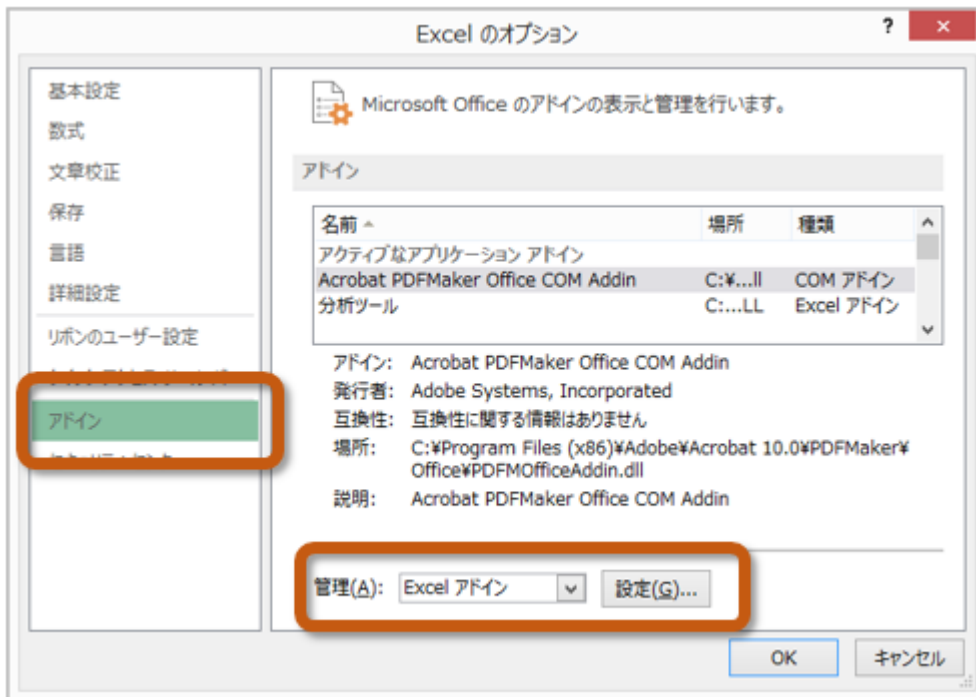 Excel のオプション
?
基本設定
数式
文章校正
保存
言語
詳細設定
リボンのユーザー設定
アドイン
Microsoft Office のアドインの表示と管理を行います。
アドイン
名前 場所 種類
アクティブなアプリケーション アドイン
Acrobat PDFMaker Office COM Addin C:¥...ll COM アドイン
分析ツール C:...LL Excel アドイン
アドイン: Acrobat PDFMaker Office COM Addin
発行者: Adobe Systems, Incorporated
互換性: 互換性に関する情報はありません
場所: C:¥Program Files (x86)¥Adobe¥Acrobat 10.0¥PDFMaker¥
Office¥PDFMOfficeAddin.dll
説明: Acrobat PDFMaker Office COM Addin
管理(A): Excel アドイン 設定(G)...
OK キャンセル